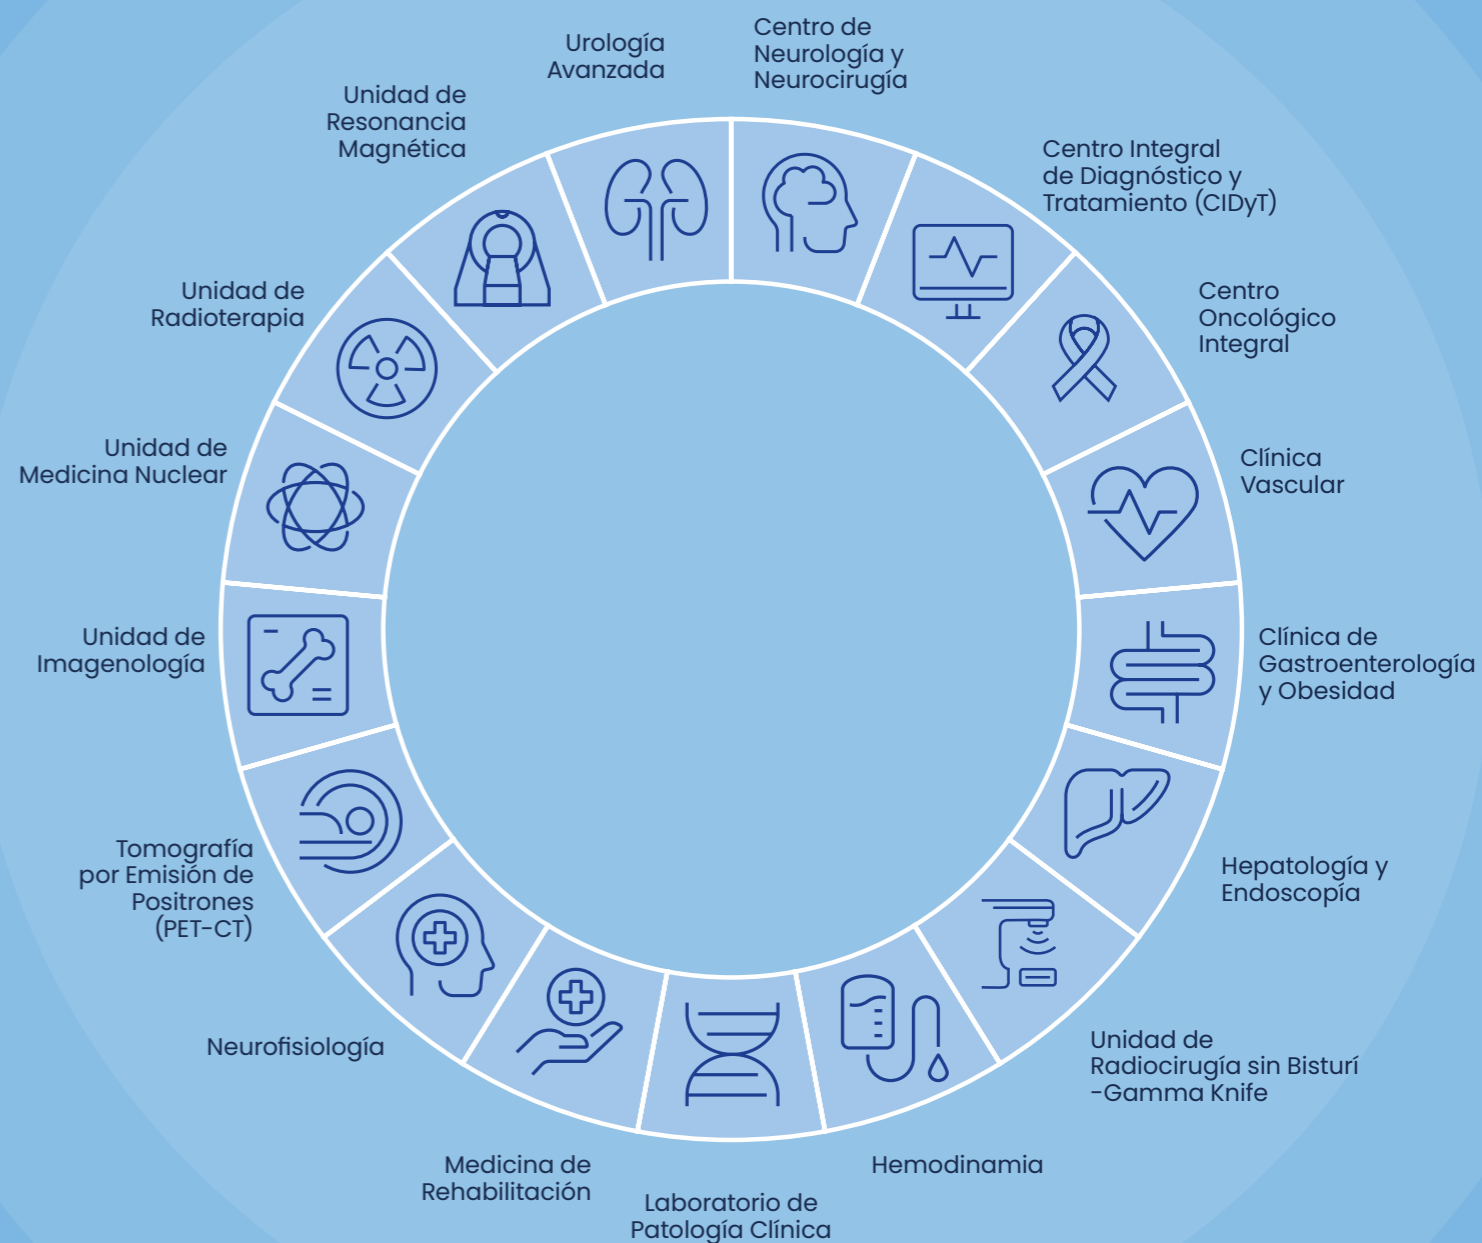 Centro de
Neurología y
Neurocirugía
Centro Integral
de Diagnóstico y
Tratamiento (CIDyT)
Centro
Oncológico
Integral
Clínica
Vascular
Clínica de
Gastroenterología
y Obesidad
Hepatología y
Endoscopía
Unidad de
Radiocirugía sin Bisturí
-Gamma Knife
Hemodinamia
Laboratorio de
Patología Clínica
Medicina de
Rehabilitación
Neurofisiología
Tomografía
por Emisión de
Positrones
(PET-CT)
Unidad de
Imagenología
Unidad de
Medicina Nuclear
Unidad de
Radioterapia
Unidad de
Resonancia
Magnética
Urología
Avanzada